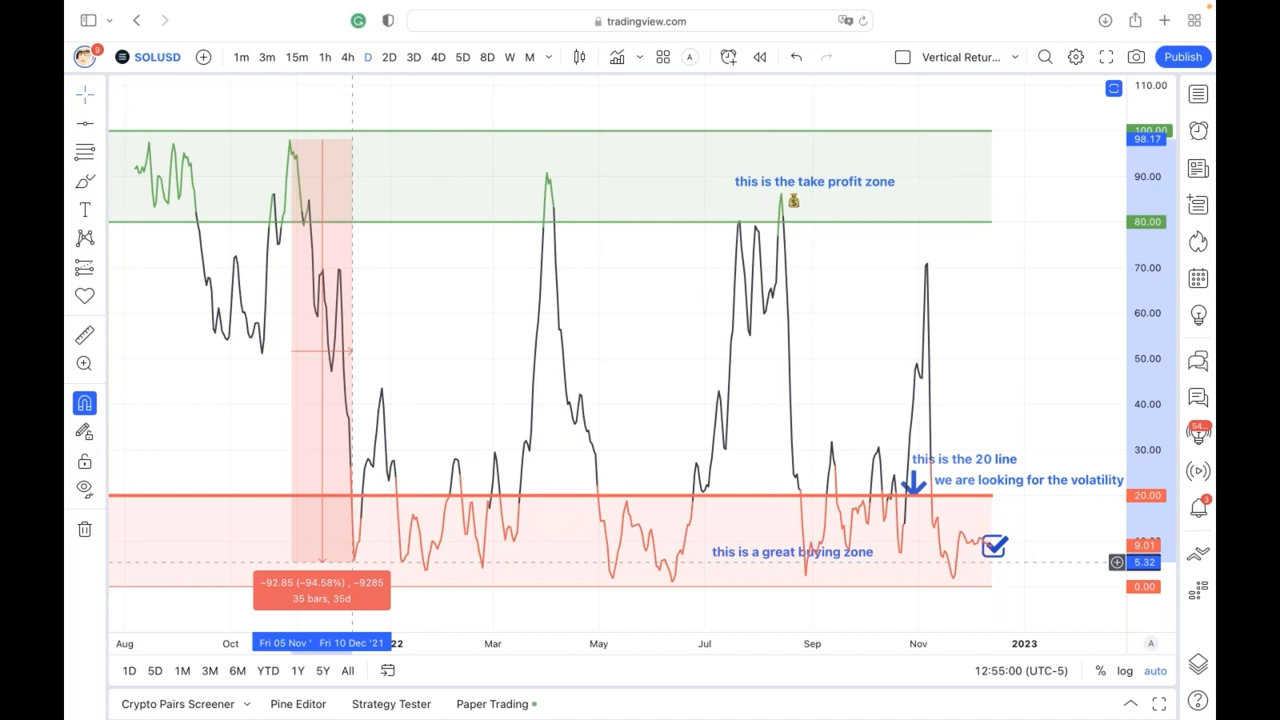 tradingview.com
9
SOLUSD
1m 3m 15m 1h 4h D 2D 3D 4D 5D 8D W M
A
Vertical Retur...
Publish
110.00
100.00
98.17
90.00
this is the take profit zone
80.00
70.00
60.00
50.00
40.00
30.00
this is the 20 line
we are looking for the volatility
54...
20.00
3
this is a great buying zone
9.01
5.32
0.00
−92.85 (−94.58%) , −9285
35 bars, 35d
Aug Oct Fri 05 Nov ' Fri 10 Dec '21 22 Mar May Jul Sep Nov 2023 A
1D 5D 1M 3M 6M YTD 1Y 5Y All
12:55:00 (UTC-5) % log auto
Crypto Pairs Screener Pine Editor Strategy Tester Paper Trading